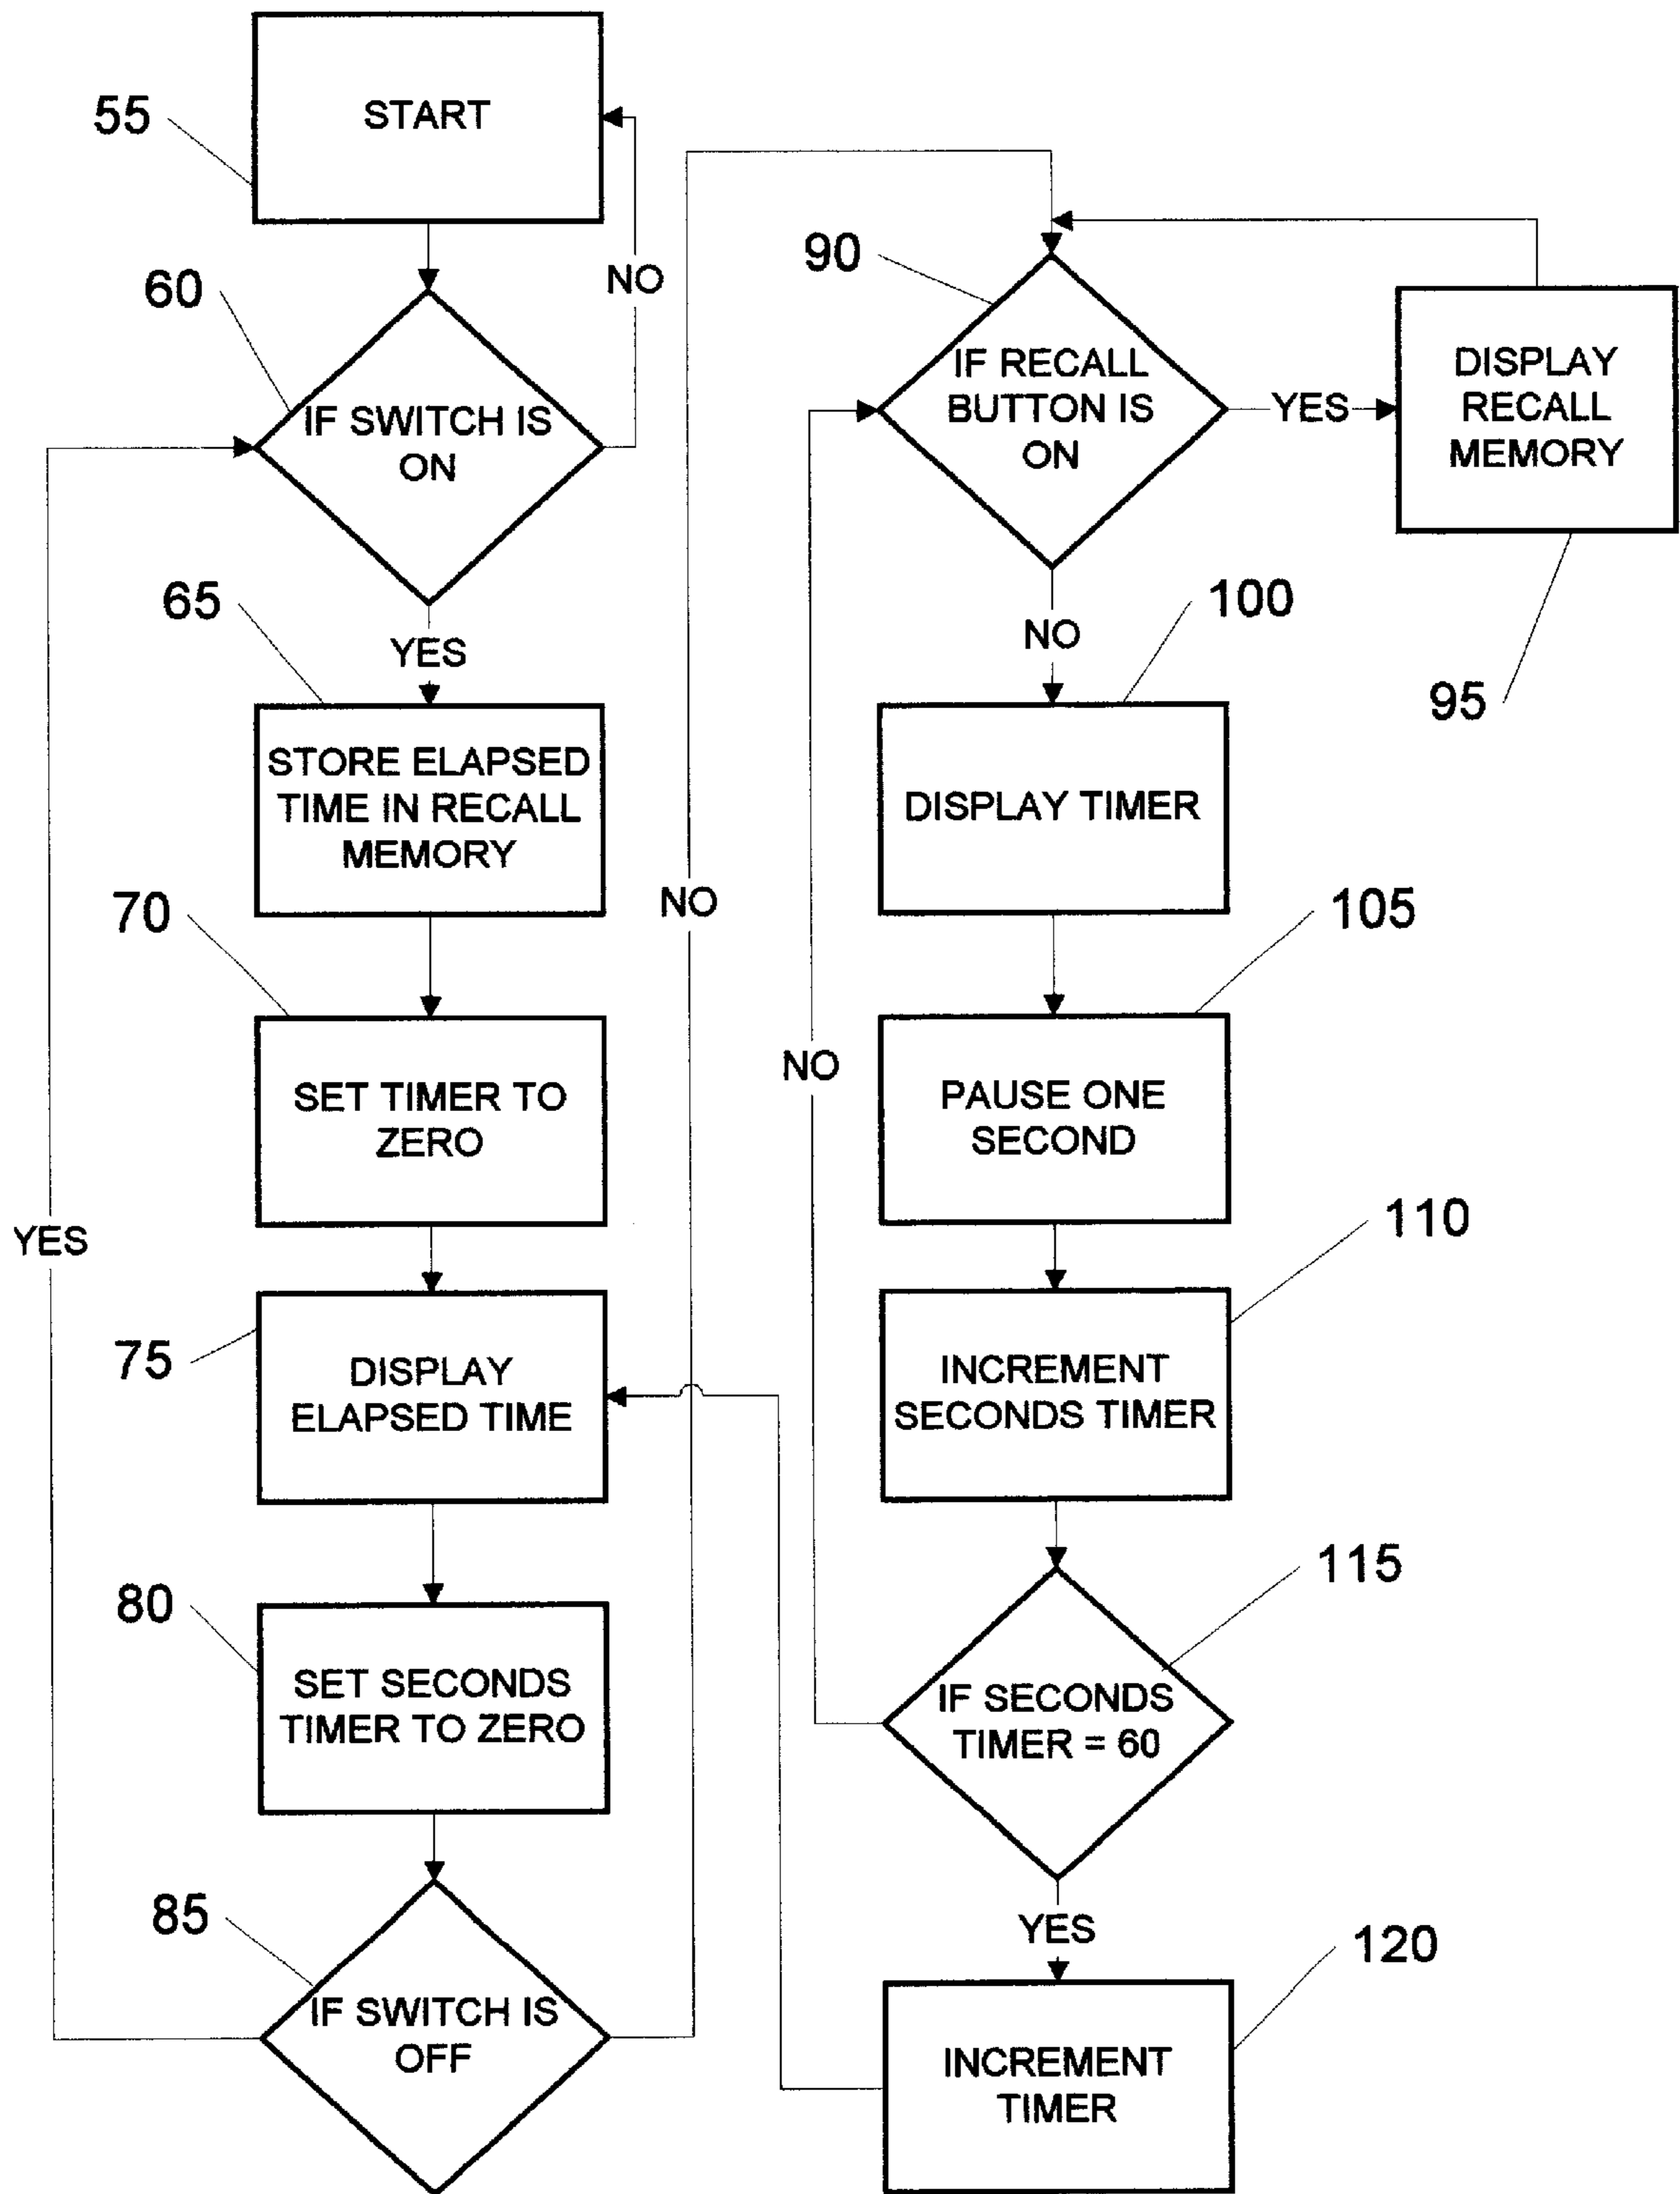 55
START
NO
60
IF SWITCH IS
ON
YES
65
STORE ELAPSED
TIME IN RECALL
MEMORY
70
SET TIMER TO
ZERO
75
DISPLAY
ELAPSED TIME
80
SET SECONDS
TIMER TO ZERO
85
IF SWITCH IS
OFF
YES
NO
90
IF RECALL
BUTTON IS
ON
YES
DISPLAY
RECALL
MEMORY
95
NO
100
DISPLAY TIMER
105
PAUSE ONE
SECOND
110
INCREMENT
SECONDS TIMER
115
IF SECONDS
TIMER = 60
NO
YES
120
INCREMENT
TIMER